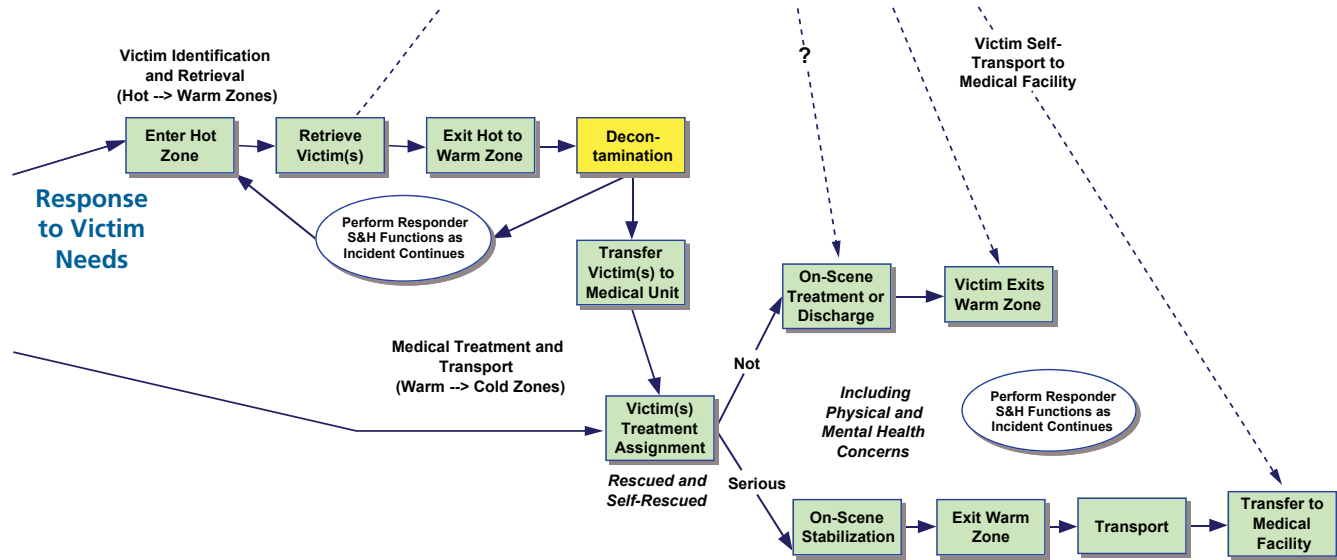 Victim Identification
and Retrieval
(Hot --> Warm Zones)
?
Victim Self-
Transport to
Medical Facility
Enter Hot
Zone
Retrieve
Victim(s)
Exit Hot to
Warm Zone
Decon-
tamination
Response
to Victim
Needs
Perform Responder
S&H Functions as
Incident Continues
Transfer
Victim(s) to
Medical Unit
On-Scene
Treatment or
Discharge
Victim Exits
Warm Zone
Medical Treatment and
Transport
(Warm --> Cold Zones)
Not
Victim(s)
Treatment
Assignment
Including
Physical and
Mental Health
Concerns
Perform Responder
S&H Functions as
Incident Continues
Rescued and
Self-Rescued
Serious
On-Scene
Stabilization
Exit Warm
Zone
Transport
Transfer to
Medical
Facility